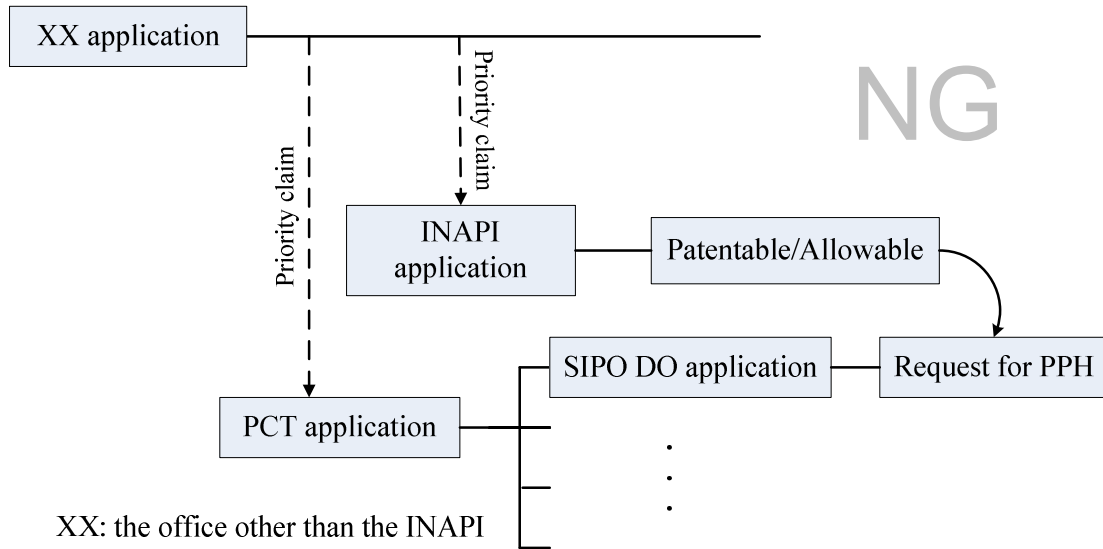 XX application
NG
Priority claim
Priority claim
INAPI
application
Patentable/Allowable
SIPO DO application
Request for PPH
PCT application
XX: the office other than the INAPI